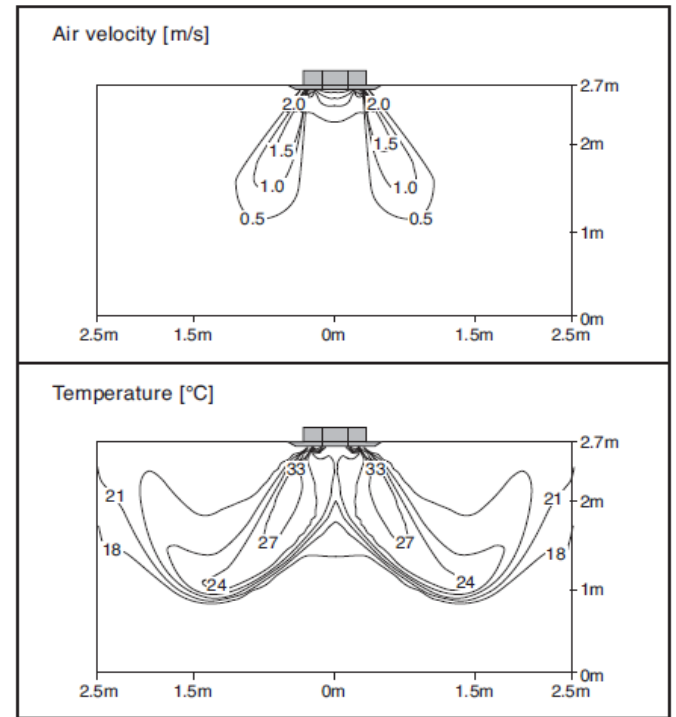 Air velocity [m/s]
2.7m
2.0 2.0
2m
1.5 1.5
1.0 1.0
0.5 0.5
1m
0m
2.5m 1.5m 0m 1.5m 2.5m
Temperature [°C]
2.7m
33 33
21 21
2m
27 27
18 18
24 24
1m
0m
2.5m 1.5m 0m 1.5m 2.5m